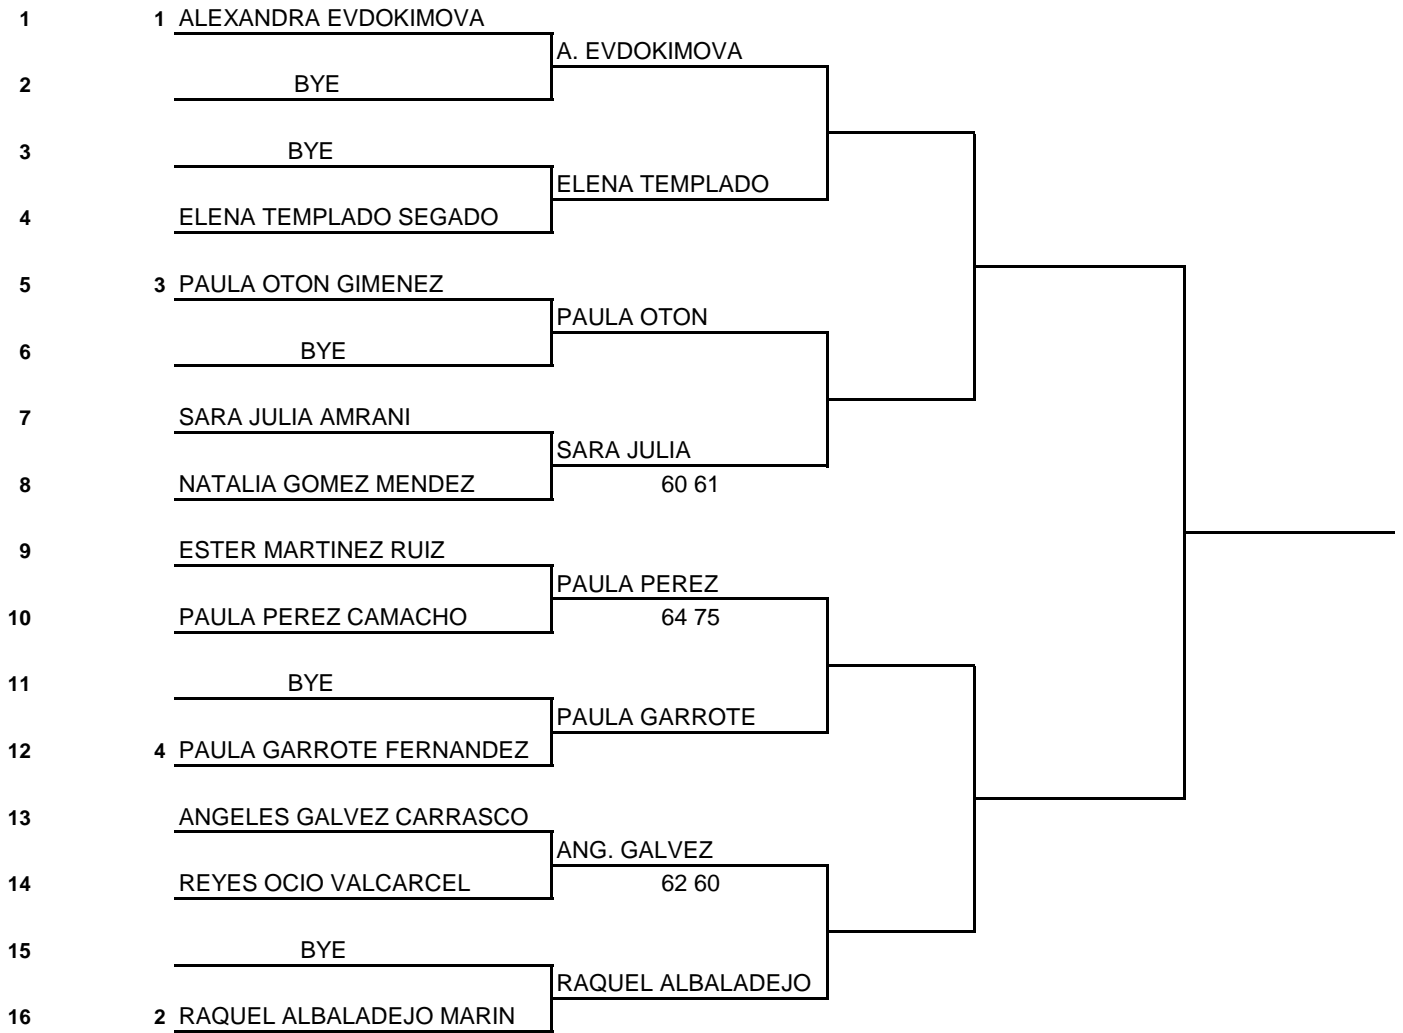 1 1 ALEXANDRA EVDOKIMOVA
A. EVDOKIMOVA
2 BYE
3 BYE
ELENA TEMPLADO
4 ELENA TEMPLADO SEGADO
5 3 PAULA OTON GIMENEZ
PAULA OTON
6 BYE
7 SARA JULIA AMRANI
SARA JULIA
8 NATALIA GOMEZ MENDEZ 60 61
9 ESTER MARTINEZ RUIZ
PAULA PEREZ
10 PAULA PEREZ CAMACHO 64 75
11 BYE
PAULA GARROTE
12 4 PAULA GARROTE FERNANDEZ
13 ANGELES GALVEZ CARRASCO
ANG. GALVEZ
14 REYES OCIO VALCARCEL 62 60
15 BYE
RAQUEL ALBALADEJO
16 2 RAQUEL ALBALADEJO MARIN